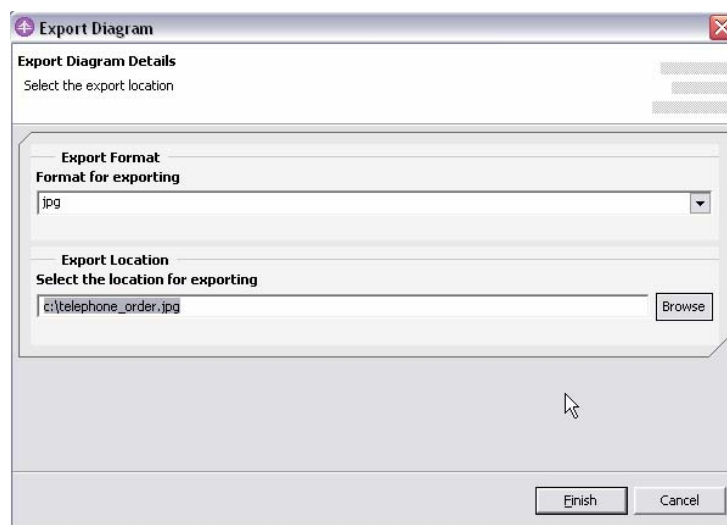 Export Diagram
Export Diagram Details
Select the export location
Export Format
Format for exporting
jpg
Export Location
Select the location for exporting
c:\telephone_order.jpg
Browse
Finish
Cancel